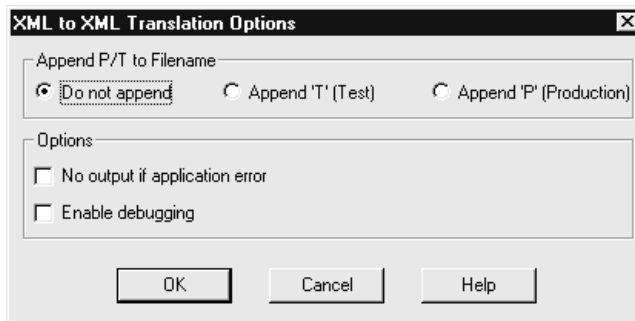 XML to XML Translation Options
Append P/T to Filename
Do not append Append 'T' (Test) Append 'P' (Production)
Options
No output if application error
Enable debugging
OK Cancel Help